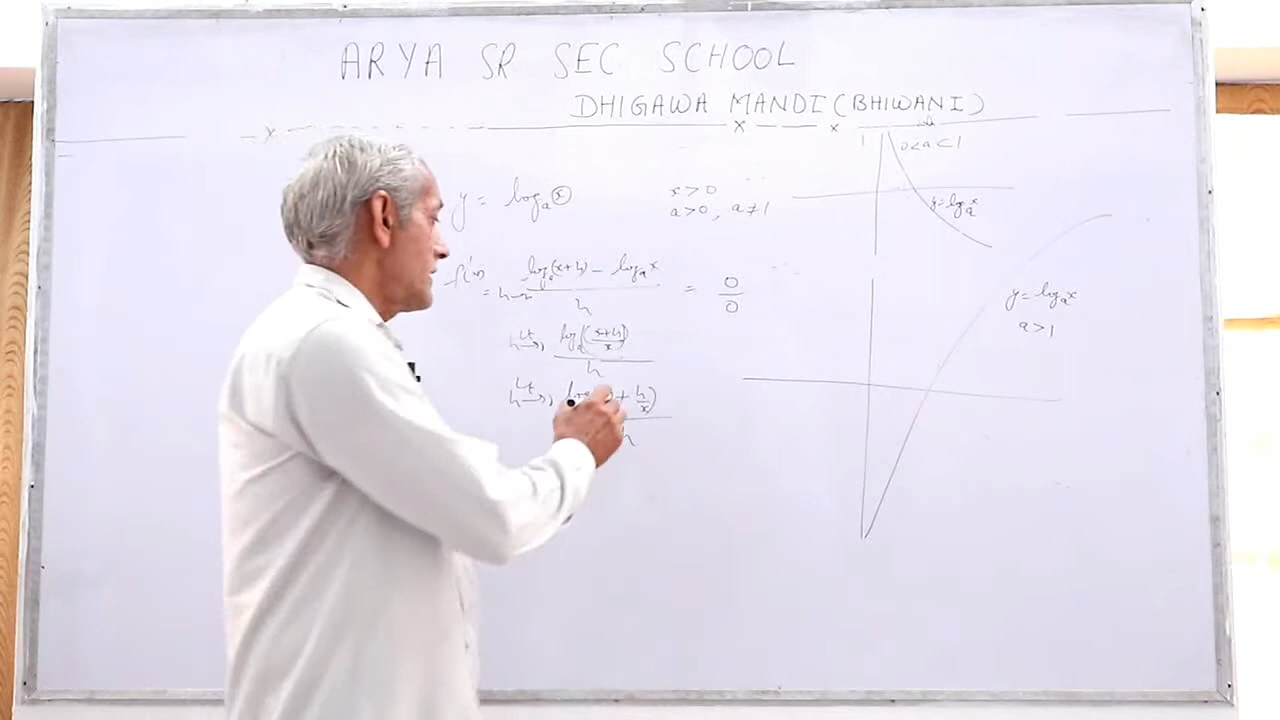 ARYA SR SEC SCHOOL
DHIGAWA MANDI (BHIWANI)
0<a<1
y = logₐx
x>0
a>0, a≠1
y = logₐx
f'(x)
= h→ logₐ(x+h) − logₐx / h = 0/0
y = logₐx
a>1
Lt h→0 logₐ((x+h)/x) / h
Lt h→0 + h/x) / h